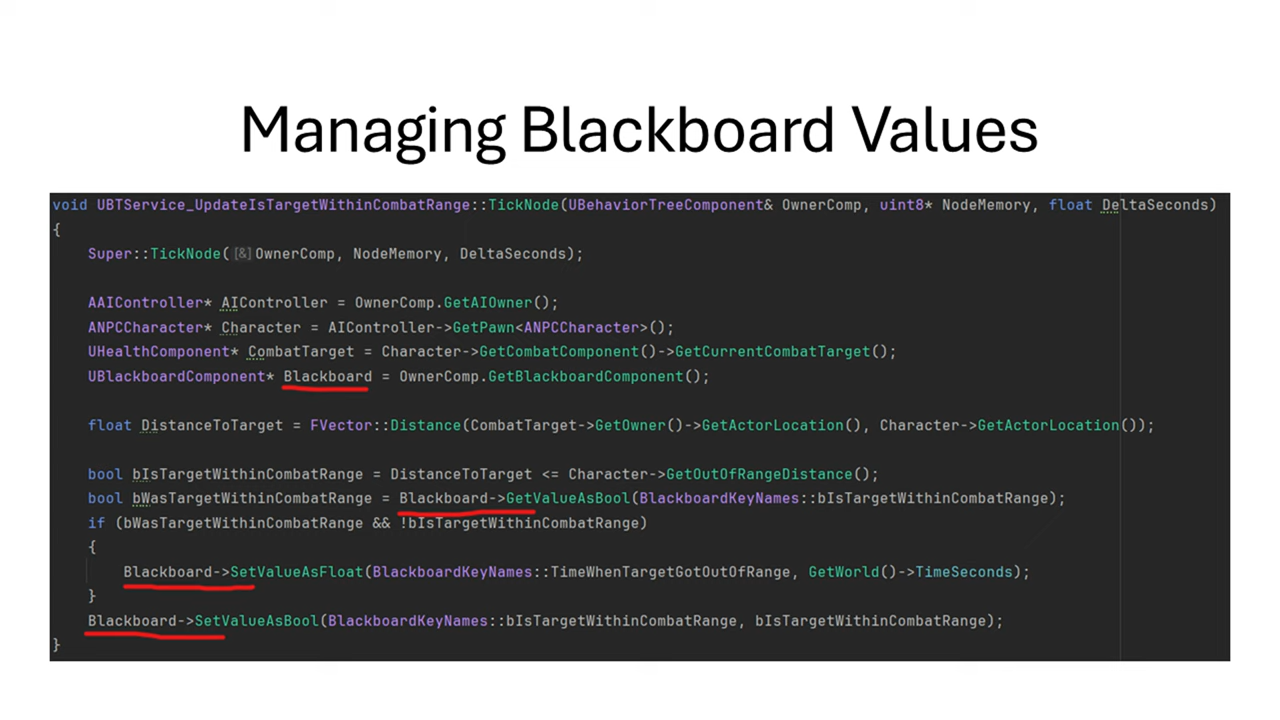 Managing Blackboard Values
void UBTService_UpdateIsTargetWithinCombatRange::TickNode(UBehaviorTreeComponent& OwnerComp, uint8* NodeMemory, float DeltaSeconds)
{
Super::TickNode([&]OwnerComp, NodeMemory, DeltaSeconds);
AAIController* AIController = OwnerComp.GetAIOwner();
ANPCCharacter* Character = AIController->GetPawn<ANPCCharacter>();
UHealthComponent* CombatTarget = Character->GetCombatComponent()->GetCurrentCombatTarget();
UBlackboardComponent* Blackboard = OwnerComp.GetBlackboardComponent();
float DistanceToTarget = FVector::Distance(CombatTarget->GetOwner()->GetActorLocation(), Character->GetActorLocation());
bool bIsTargetWithinCombatRange = DistanceToTarget <= Character->GetOutOfRangeDistance();
bool bWasTargetWithinCombatRange = Blackboard->GetValueAsBool(BlackboardKeyNames::bIsTargetWithinCombatRange);
if (bWasTargetWithinCombatRange && !bIsTargetWithinCombatRange)
{
Blackboard->SetValueAsFloat(BlackboardKeyNames::TimeWhenTargetGotOutOfRange, GetWorld()->TimeSeconds);
}
Blackboard->SetValueAsBool(BlackboardKeyNames::bIsTargetWithinCombatRange, bIsTargetWithinCombatRange);
}